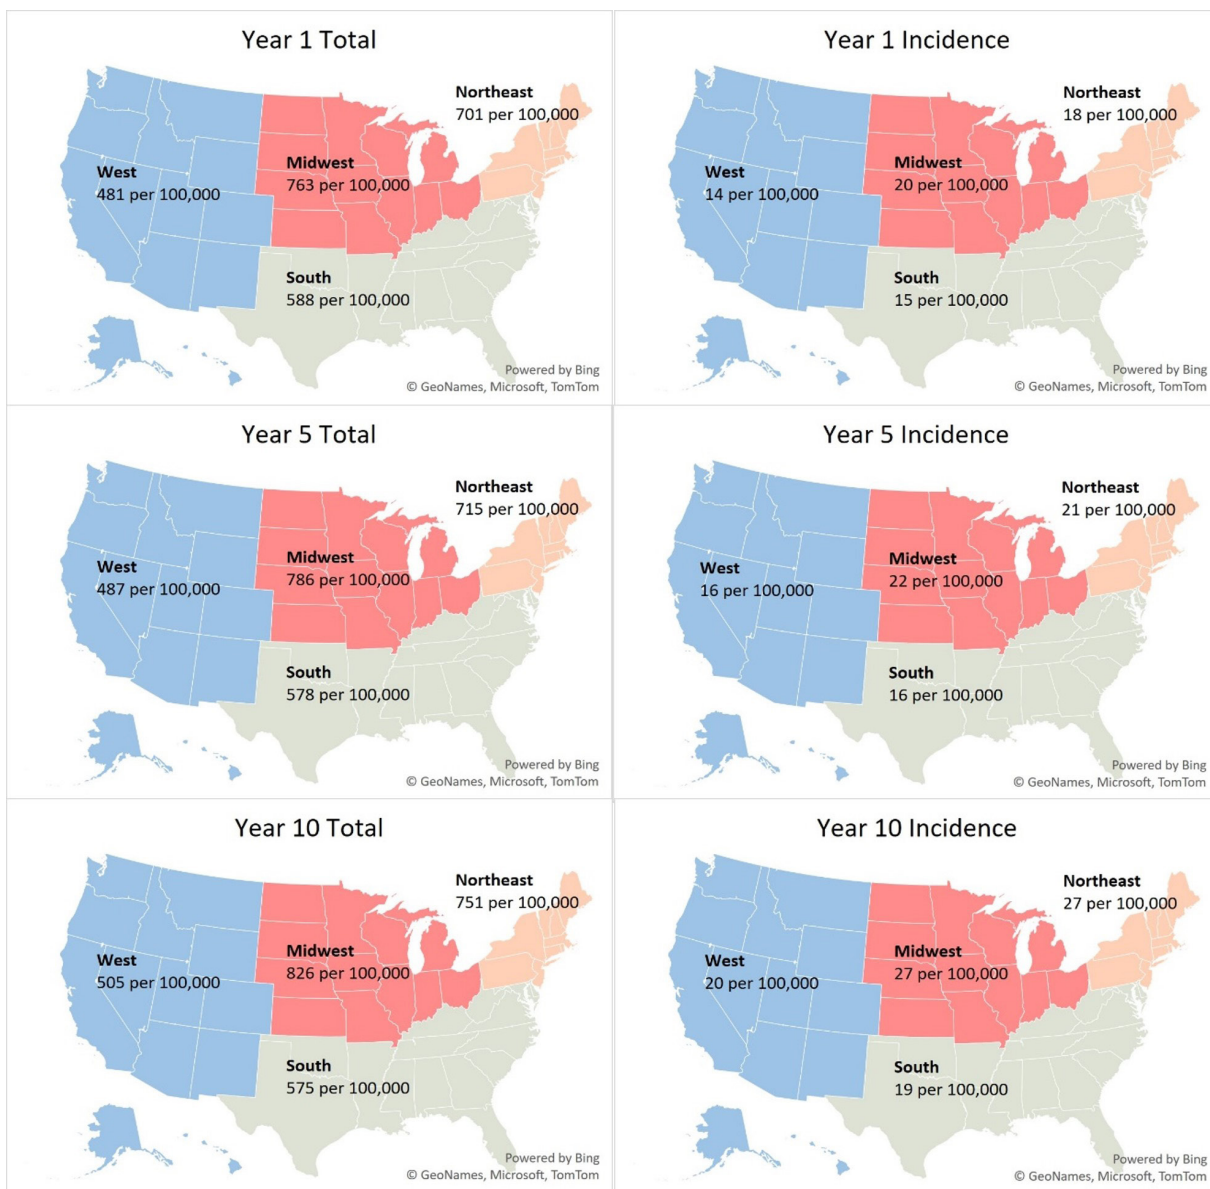 Year 1 Total
Northeast
701 per 100,000
Midwest
763 per 100,000
West
481 per 100,000
South
588 per 100,000
Powered by Bing
© GeoNames, Microsoft, TomTom
Year 1 Incidence
Northeast
18 per 100,000
Midwest
20 per 100,000
West
14 per 100,000
South
15 per 100,000
Powered by Bing
© GeoNames, Microsoft, TomTom
Year 5 Total
Northeast
715 per 100,000
Midwest
786 per 100,000
West
487 per 100,000
South
578 per 100,000
Powered by Bing
© GeoNames, Microsoft, TomTom
Year 5 Incidence
Northeast
21 per 100,000
Midwest
22 per 100,000
West
16 per 100,000
South
16 per 100,000
Powered by Bing
© GeoNames, Microsoft, TomTom
Year 10 Total
Northeast
751 per 100,000
Midwest
826 per 100,000
West
505 per 100,000
South
575 per 100,000
Powered by Bing
© GeoNames, Microsoft, TomTom
Year 10 Incidence
Northeast
27 per 100,000
Midwest
27 per 100,000
West
20 per 100,000
South
19 per 100,000
Powered by Bing
© GeoNames, Microsoft, TomTom